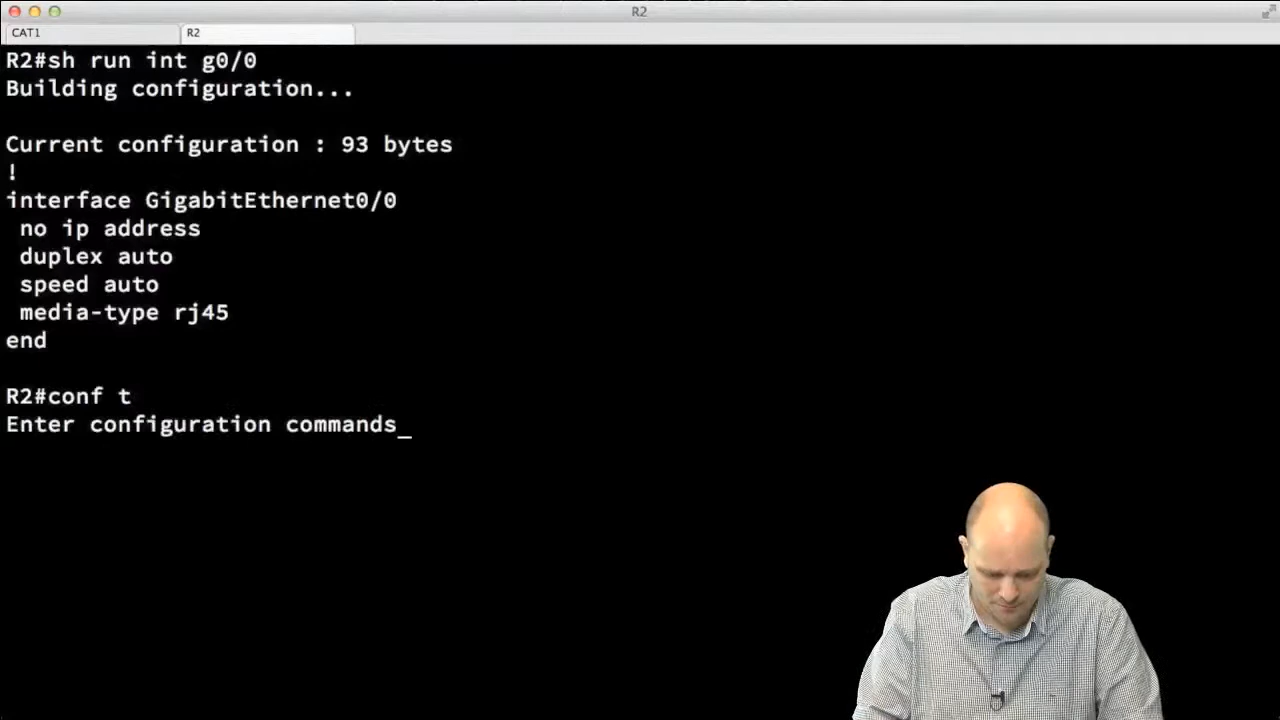 R2
CAT1
R2
R2#sh run int g0/0
Building configuration...
Current configuration : 93 bytes
!
interface GigabitEthernet0/0
no ip address
duplex auto
speed auto
media-type rj45
end
R2#conf t
Enter configuration commands_